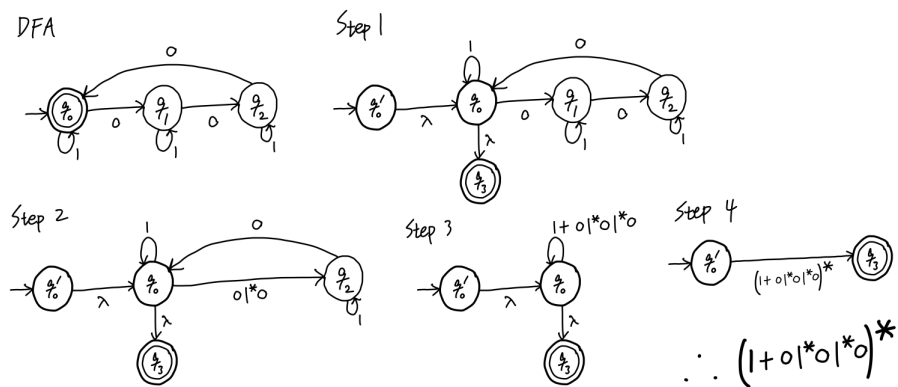 DFA
0
q0 0 q1 0 q2
1 1 1
Step 1
1 0
q0' λ q0 0 q1 0 q2
λ 1 1
q3
Step 2
1 0
q0' λ q0 01*0 q2
λ 1
q3
Step 3
1+01*01*0
q0' λ q0
λ
q3
Step 4
q0' (1+01*01*0)* q3
∴ (1+01*01*0)*